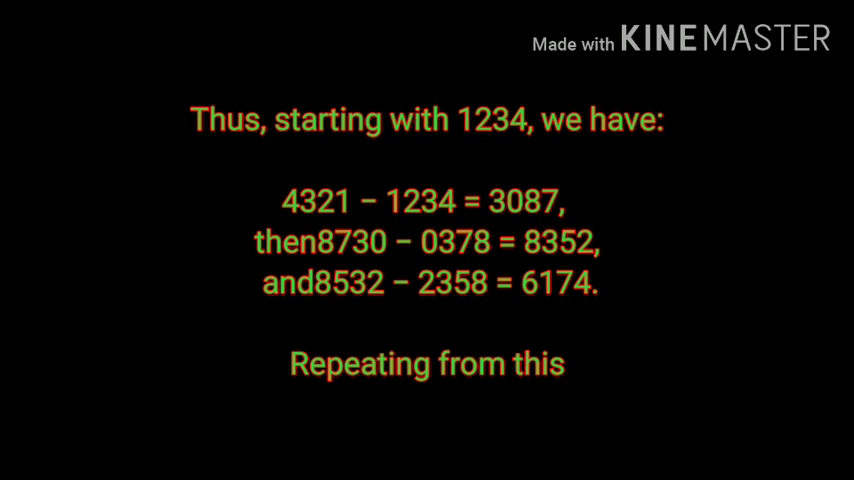 Made with KINEMASTER
Thus, starting with 1234, we have:
4321 − 1234 = 3087,
then8730 − 0378 = 8352,
and8532 − 2358 = 6174.
Repeating from this